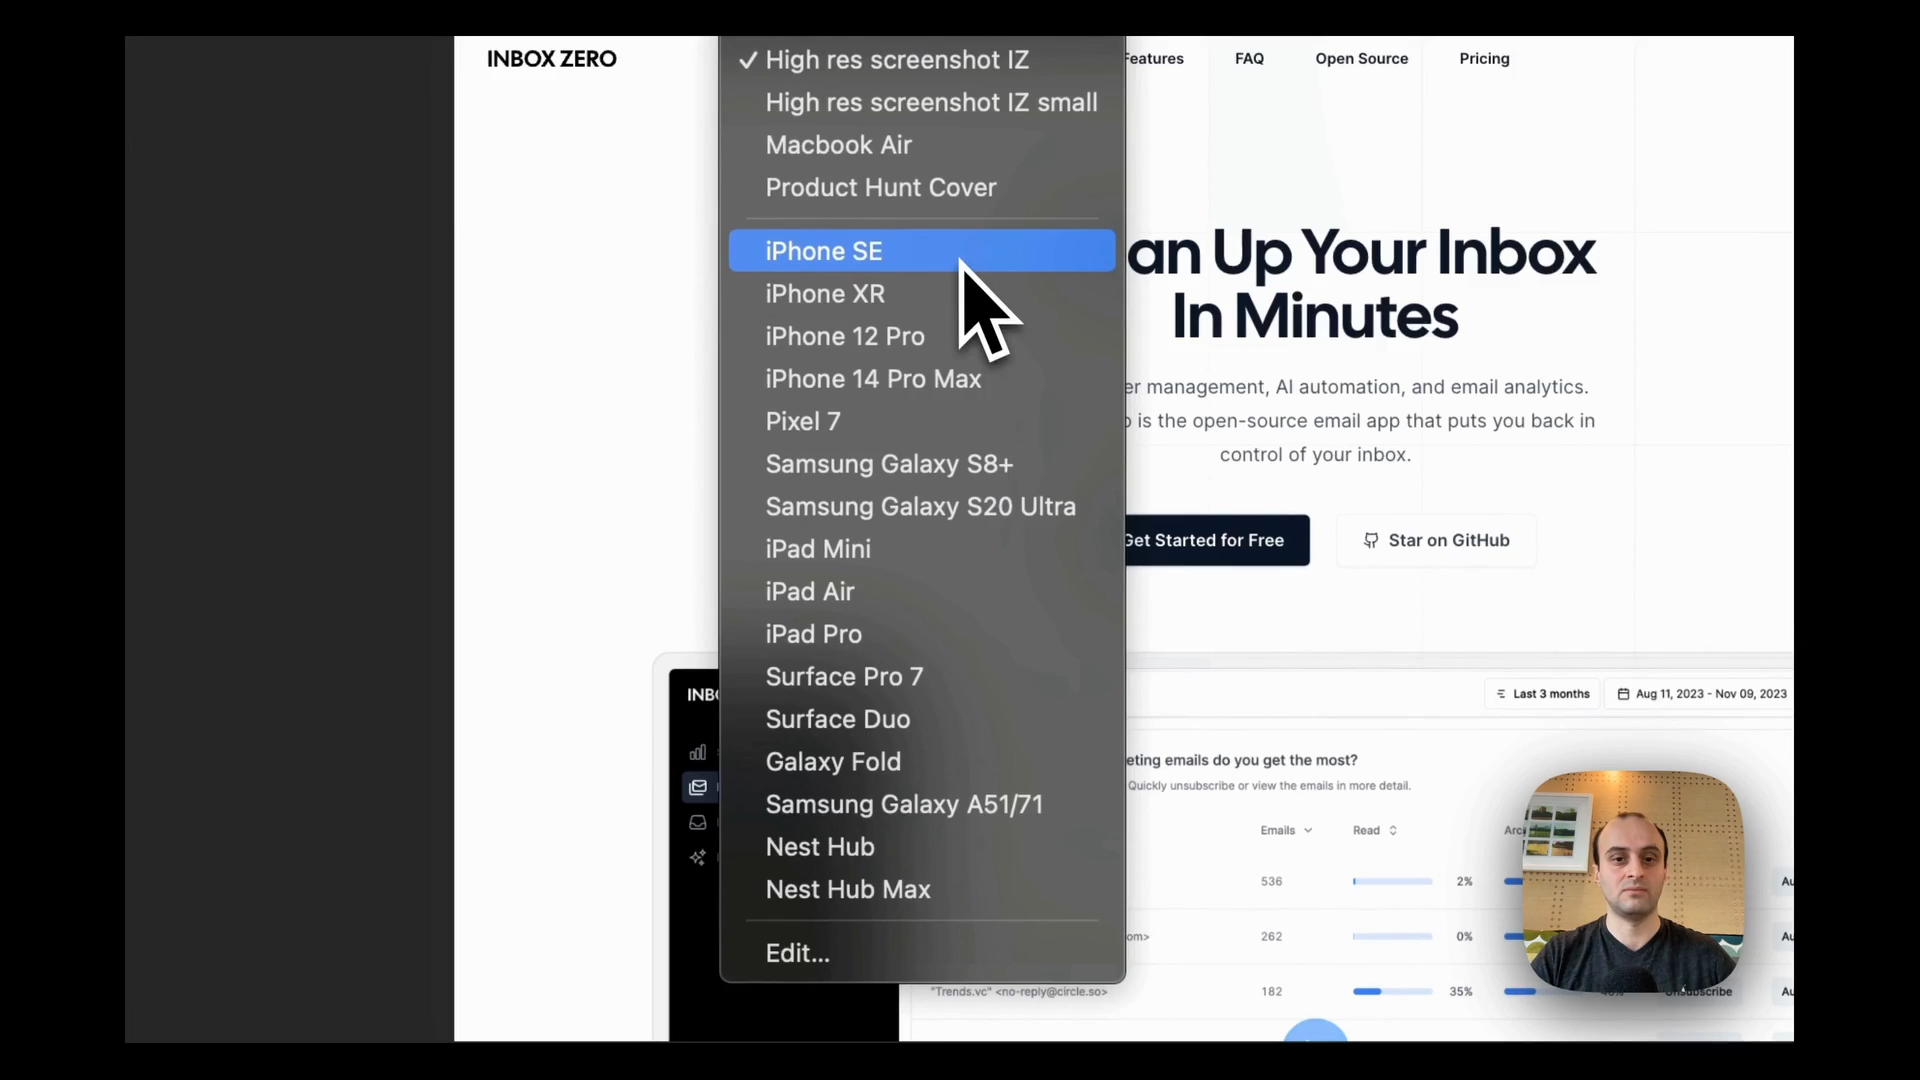 INBOX ZERO
Features
FAQ
Open Source
Pricing
✓ High res screenshot IZ
High res screenshot IZ small
Macbook Air
Product Hunt Cover
iPhone SE
iPhone XR
iPhone 12 Pro
iPhone 14 Pro Max
Pixel 7
Samsung Galaxy S8+
Samsung Galaxy S20 Ultra
iPad Mini
iPad Air
iPad Pro
Surface Pro 7
Surface Duo
Galaxy Fold
Samsung Galaxy A51/71
Nest Hub
Nest Hub Max
Edit...
an Up Your Inbox
In Minutes
er management, AI automation, and email analytics.
is the open-source email app that puts you back in
control of your inbox.
Get Started for Free
Star on GitHub
INBO
Last 3 months
Aug 11, 2023 - Nov 09, 2023
eting emails do you get the most?
Quickly unsubscribe or view the emails in more detail.
Emails
Read
Arc
536
2%
Au
om>
262
0%
Au
"Trends.vc" <no-reply@circle.so>
182
35%
Unsubscribe
Au